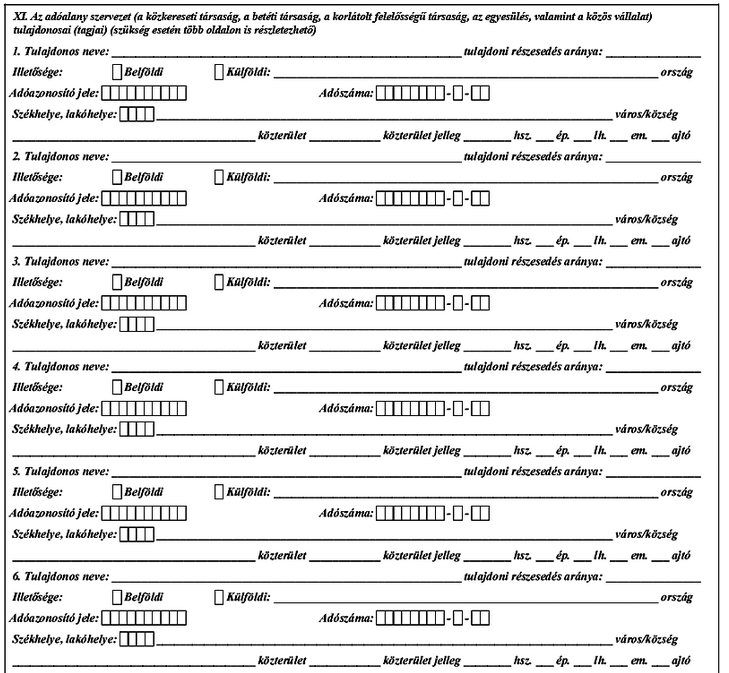 XI. Az adóalany szervezet (a közkereseti társaság, a betéti társaság, a korlátolt felelősségű társaság, az egyesülés, valamint a közös vállalat)
tulajdonosai (tagjai) (szükség esetén több oldalon is részletezhető)
1. Tulajdonos neve: tulajdoni részesedés aránya:
Illetősége: Belföldi Külföldi: ország
Adóazonosító jele: Adószáma: - -
Székhelye, lakóhelye: város/község
közterület közterület jelleg hsz. ép. lh. em. ajtó
2. Tulajdonos neve: tulajdoni részesedés aránya:
Illetősége: Belföldi Külföldi: ország
Adóazonosító jele: Adószáma: - -
Székhelye, lakóhelye: város/község
közterület közterület jelleg hsz. ép. lh. em. ajtó
3. Tulajdonos neve: tulajdoni részesedés aránya:
Illetősége: Belföldi Külföldi: ország
Adóazonosító jele: Adószáma: - -
Székhelye, lakóhelye: város/község
közterület közterület jelleg hsz. ép. lh. em. ajtó
4. Tulajdonos neve: tulajdoni részesedés aránya:
Illetősége: Belföldi Külföldi: ország
Adóazonosító jele: Adószáma: - -
Székhelye, lakóhelye: város/község
közterület közterület jelleg hsz. ép. lh. em. ajtó
5. Tulajdonos neve: tulajdoni részesedés aránya:
Illetősége: Belföldi Külföldi: ország
Adóazonosító jele: Adószáma: - -
Székhelye, lakóhelye: város/község
közterület közterület jelleg hsz. ép. lh. em. ajtó
6. Tulajdonos neve: tulajdoni részesedés aránya:
Illetősége: Belföldi Külföldi: ország
Adóazonosító jele: Adószáma: - -
Székhelye, lakóhelye: város/község
közterület közterület jelleg hsz. ép. lh. em. ajtó